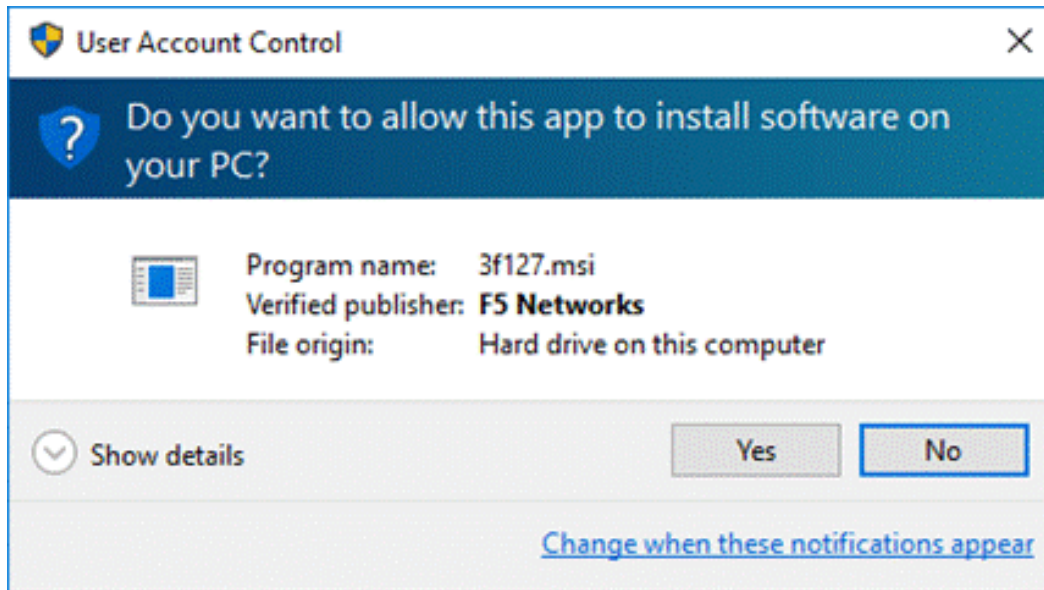 User Account Control
Do you want to allow this app to install software on
your PC?
Program name: 3f127.msi
Verified publisher: F5 Networks
File origin: Hard drive on this computer
Show details
Yes
No
Change when these notifications appear